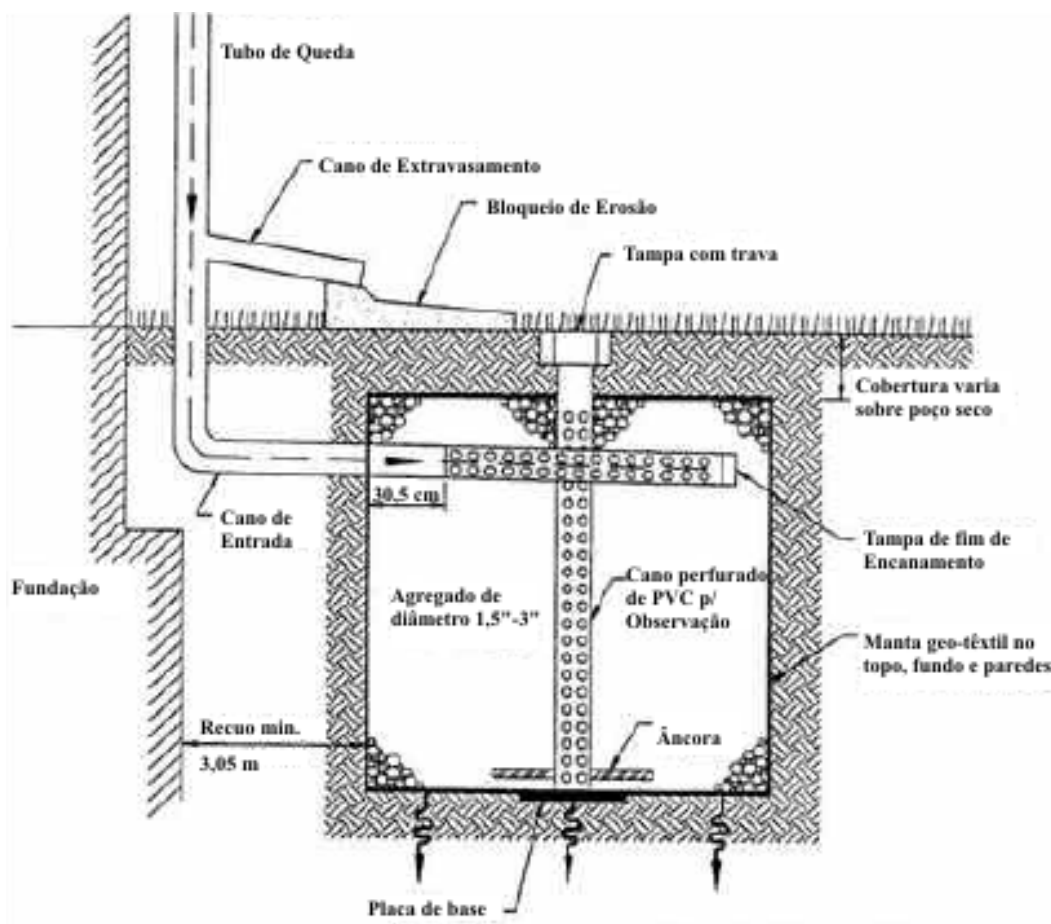 Tubo de Queda
Cano de Extravasamento
Bloqueio de Erosão
Tampa com trava
Cobertura varia
sobre poço seco
30,5 cm
Cano de
Entrada
Tampa de fim de
Encanamento
Fundação
Agregado de
diâmetro 1,5"-3"
Cano perfurado
de PVC p/
Observação
Manta geo-têxtil no
topo, fundo e paredes
Recuo min.
3,05 m
Âncora
Placa de base